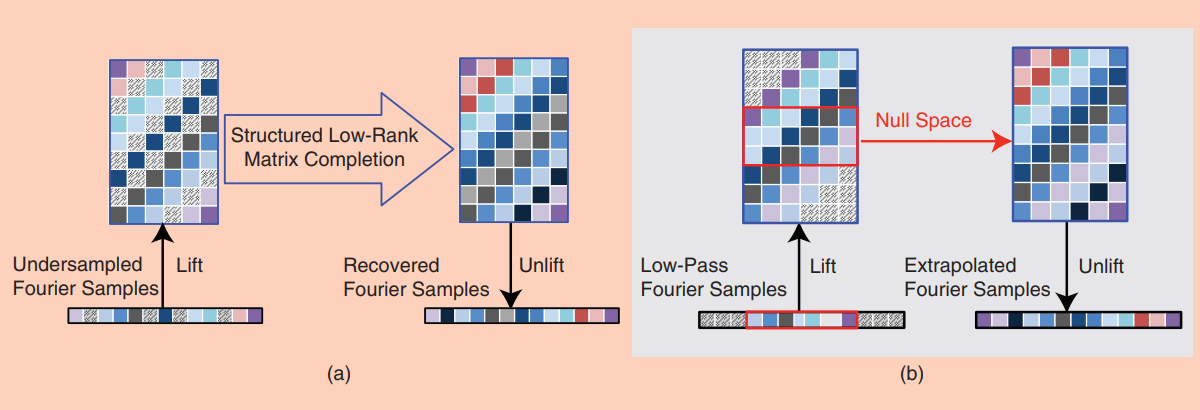 Structured Low-Rank
Matrix Completion
Undersampled
Fourier Samples
Lift
Recovered
Fourier Samples
Unlift
(a)
Null Space
Low-Pass
Fourier Samples
Lift
Extrapolated
Fourier Samples
Unlift
(b)